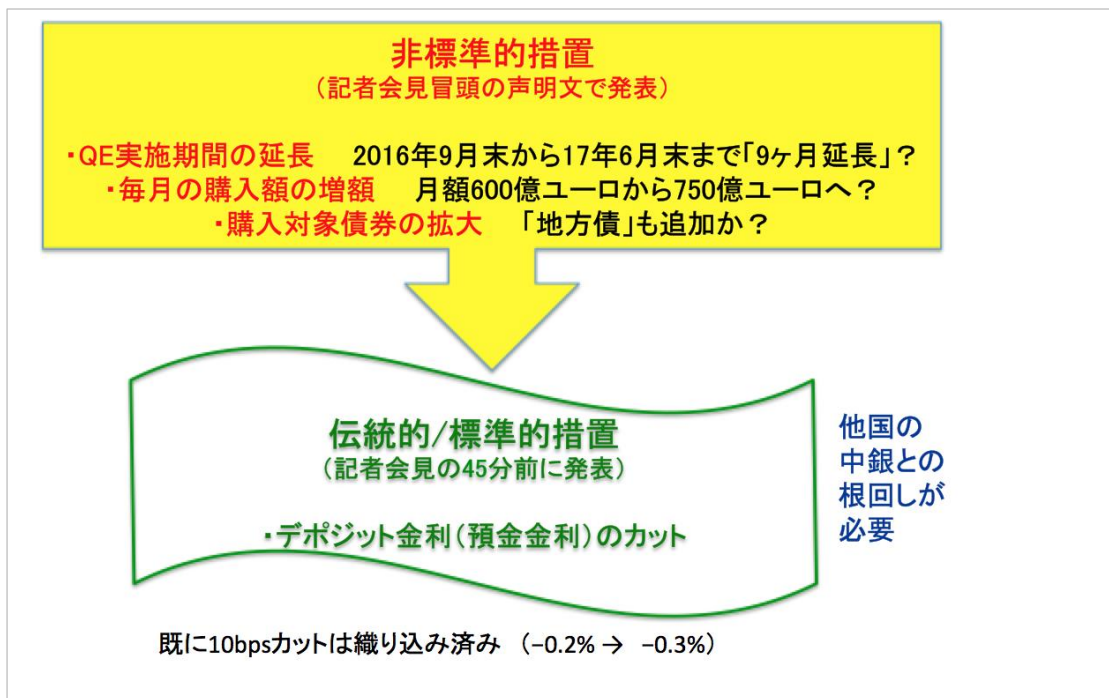 非標準的措置
(記者会見冒頭の声明文で発表)
・QE実施期間の延長　2016年9月末から17年6月末まで「9ヶ月延長」？
・毎月の購入額の増額　月額600億ユーロから750億ユーロへ？
・購入対象債券の拡大　「地方債」も追加か？
伝統的/標準的措置
(記者会見の45分前に発表)
・デポジット金利(預金金利)のカット
他国の
中銀との
根回しが
必要
既に10bpsカットは織り込み済み　(−0.2% → −0.3%)